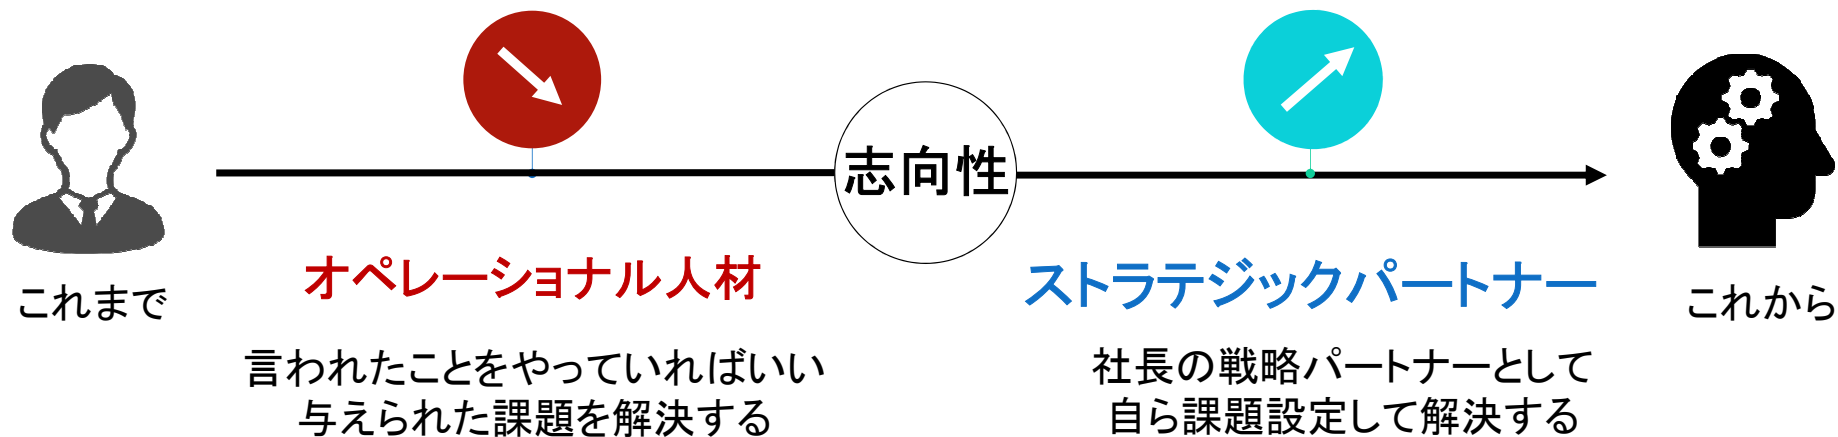 志向性
これまで
オペレーショナル人材
言われたことをやっていればいい
与えられた課題を解決する
ストラテジックパートナー
社長の戦略パートナーとして
自ら課題設定して解決する
これから